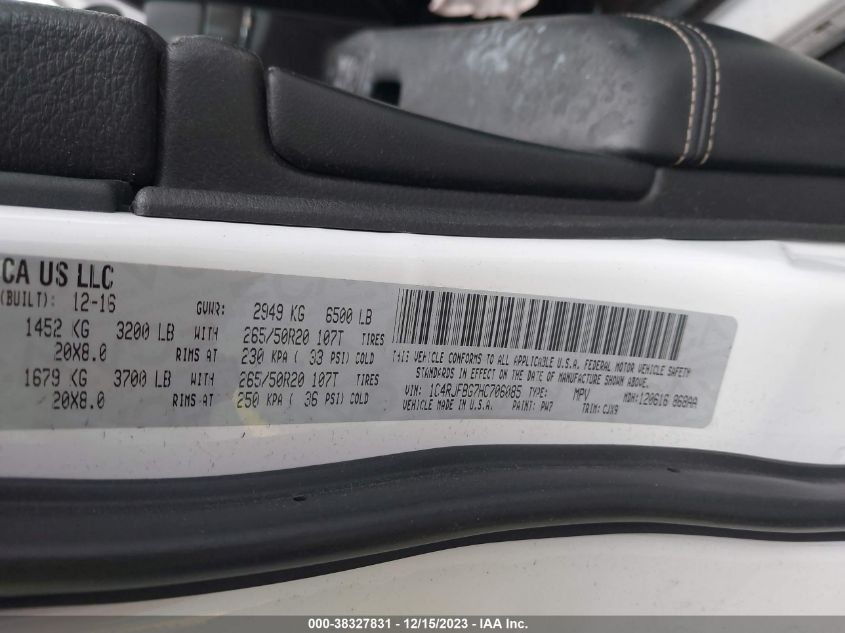 CA US LLC
(BUILT): 12-16 GVWR: 2949 KG 6500 LB
1452 KG 3200 LB WITH 265/50R20 107T TIRES
20X8.0 RIMS AT 230 KPA ( 33 PSI) COLD
1679 KG 3700 LB WITH 265/50R20 107T TIRES
20X8.0 RIMS AT 250 KPA ( 36 PSI) COLD
THIS VEHICLE CONFORMS TO ALL APPLICABLE U.S.A. FEDERAL MOTOR VEHICLE SAFETY
STANDARDS IN EFFECT ON THE DATE OF MANUFACTURE SHOWN ABOVE.
VIN: 1C4RJFBG7HC706085 TYPE: MPV MDH: 120616 068AA
VEHICLE MADE IN U.S.A. PAINT: PW7 TRIM: CJX9
000-38327831 - 12/15/2023 - IAA Inc.